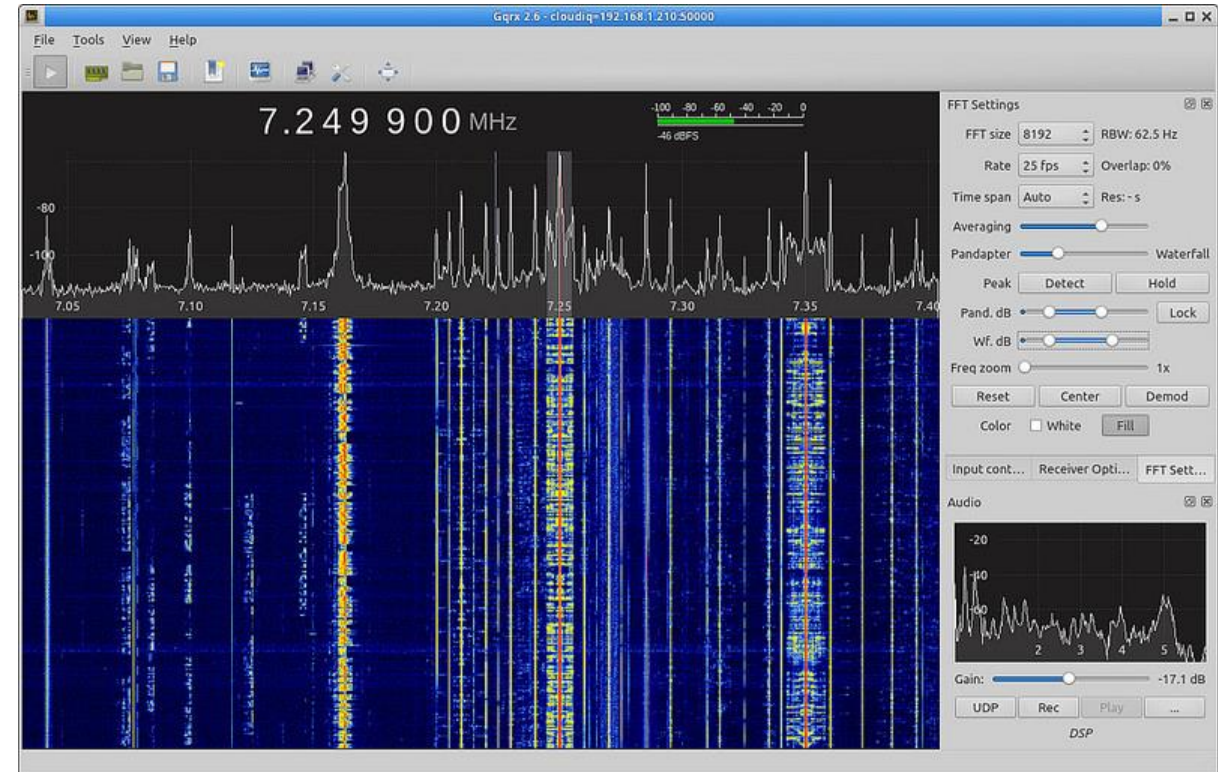 Gqrx 2.6 - cloudiq=192.168.1.210:50000
File Tools View Help
7.249 900 MHz
-100 -80 -60 -40 -20 0
-46 dBFS
-80
-100
7.05 7.10 7.15 7.20 7.25 7.30 7.35 7.40
FFT Settings
FFT size 8192 RBW: 62.5 Hz
Rate 25 fps Overlap: 0%
Time span Auto Res: - s
Averaging
Pandapter Waterfall
Peak Detect Hold
Pand. dB Lock
Wf. dB
Freq zoom 1x
Reset Center Demod
Color White Fill
Input cont... Receiver Opti... FFT Sett...
Audio
-20
-40
-60
2 3 4 5
Gain: -17.1 dB
UDP Rec Play ...
DSP